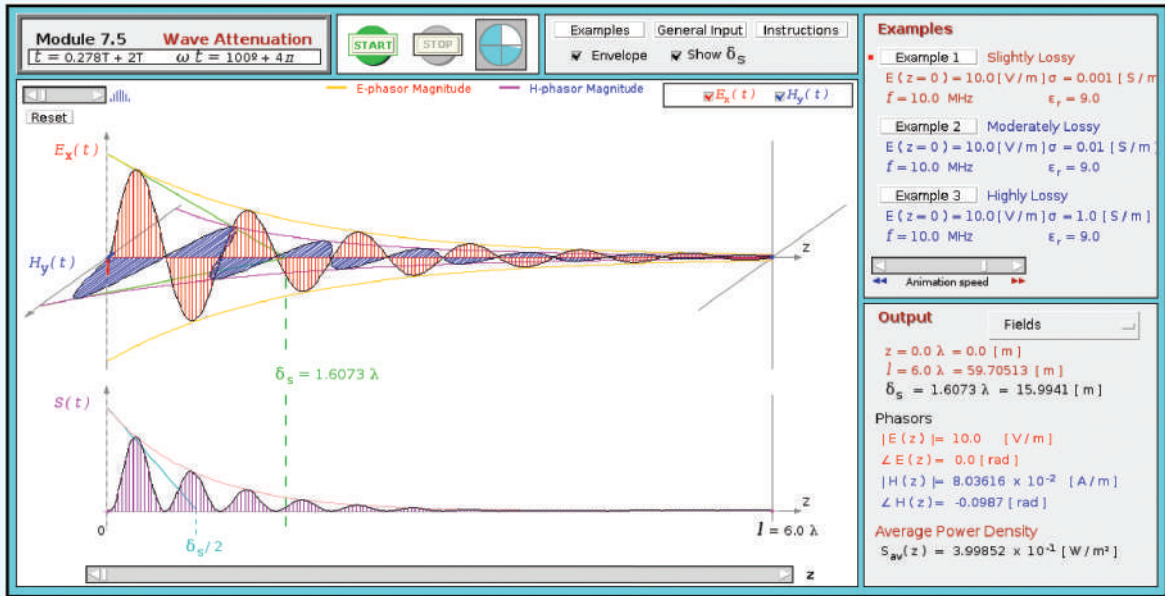 Module 7.5 Wave Attenuation
t = 0.278T + 2T ω t = 100º + 4π
START
STOP
Examples General Input Instructions
Envelope Show δs
E-phasor Magnitude H-phasor Magnitude
Ex(t) Hy(t)
Reset
Ex(t)
Hy(t)
z
δs = 1.6073 λ
S(t)
z
0
δs/2
l = 6.0 λ
z
Examples
Example 1 Slightly Lossy
E(z=0) = 10.0 [V/m] σ = 0.001 [S/m
f = 10.0 MHz εr = 9.0
Example 2 Moderately Lossy
E(z=0) = 10.0 [V/m] σ = 0.01 [S/m
f = 10.0 MHz εr = 9.0
Example 3 Highly Lossy
E(z=0) = 10.0 [V/m] σ = 1.0 [S/m]
f = 10.0 MHz εr = 9.0
Animation speed
Output Fields
z = 0.0 λ = 0.0 [m]
l = 6.0 λ = 59.70513 [m]
δs = 1.6073 λ = 15.9941 [m]
Phasors
|E(z)|= 10.0 [V/m]
∠E(z)= 0.0 [rad]
|H(z)|= 8.03616 x 10⁻² [A/m]
∠H(z)= -0.0987 [rad]
Average Power Density
Sav(z) = 3.99852 x 10⁻¹ [W/m²]